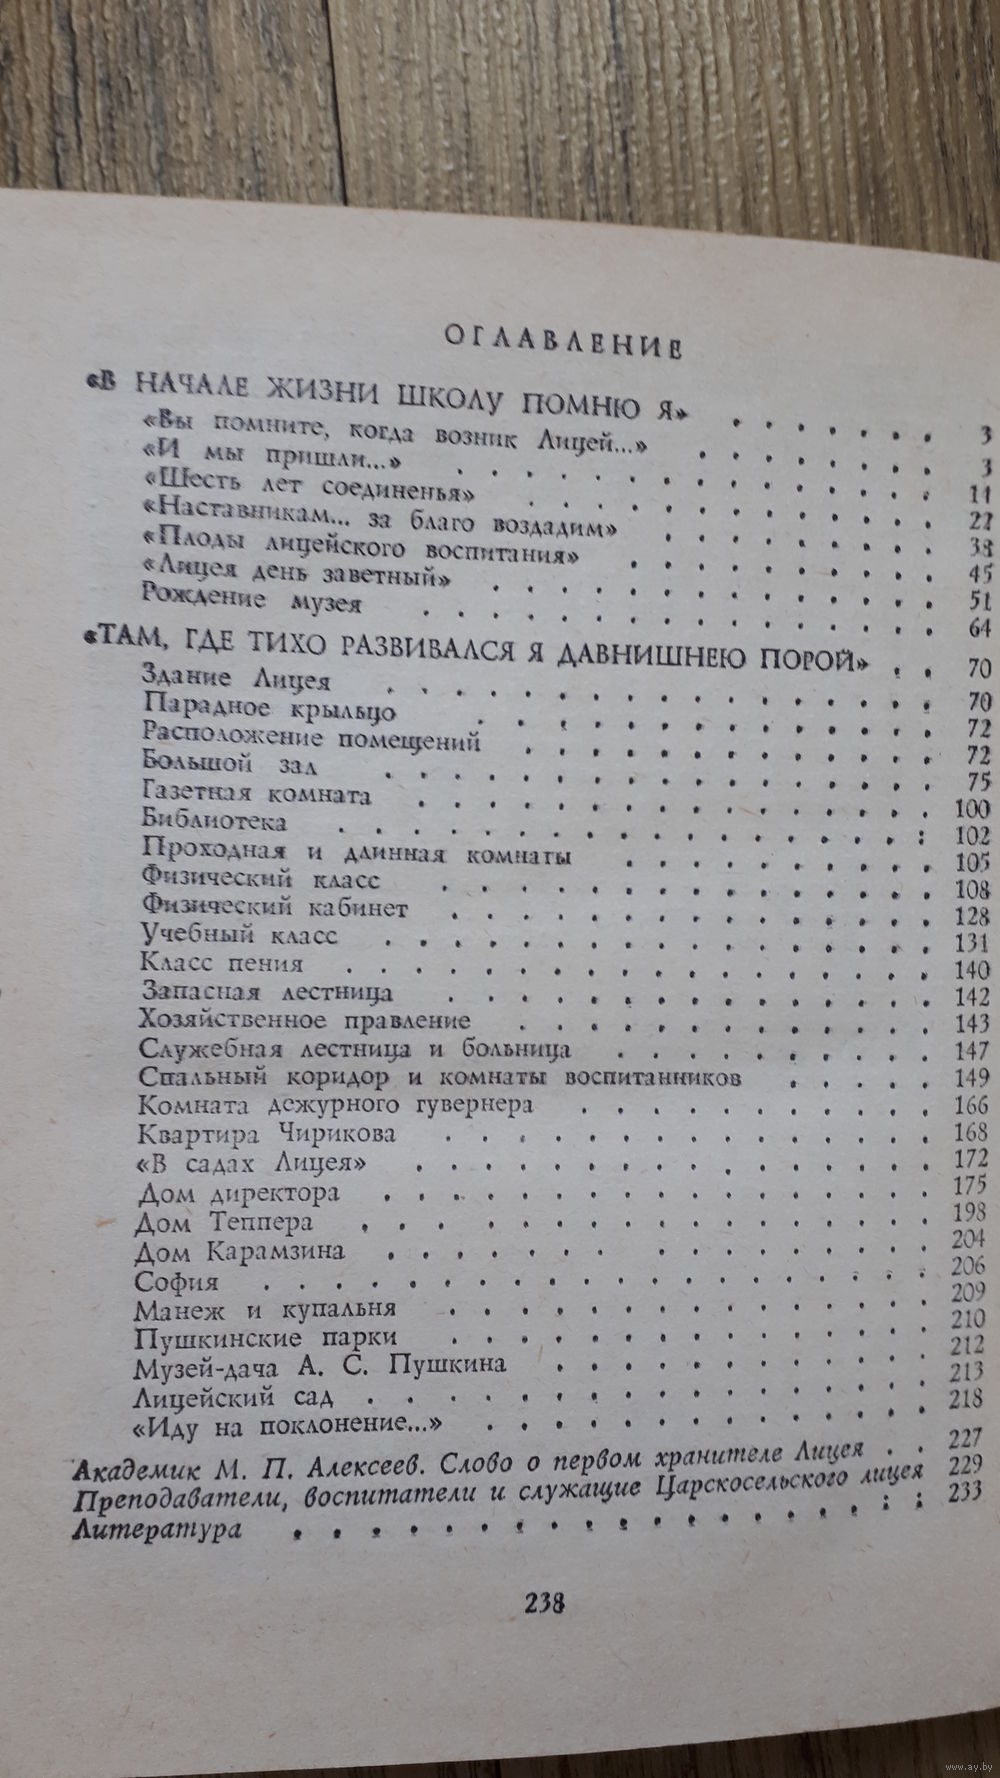 ОГЛАВЛЕНИЕ
«В НАЧАЛЕ ЖИЗНИ ШКОЛУ ПОМНЮ Я» . . . . . . . 3
«Вы помните, когда возник Лицей...» . . . . . . . 3
«И мы пришли...» . . . . . . . . . . . . . 11
«Шесть лет соединенья» . . . . . . . . . . . 22
«Наставникам... за благо воздадим» . . . . . . . . 38
«Плоды лицейского воспитания» . . . . . . . . . 45
«Лицея день заветный» . . . . . . . . . . . . 51
Рождение музея . . . . . . . . . . . . . . 64
«ТАМ, ГДЕ ТИХО РАЗВИВАЛСЯ Я ДАВНИШНЕЮ ПОРОЙ» . . 70
Здание Лицея . . . . . . . . . . . . . . . 70
Парадное крыльцо . . . . . . . . . . . . . 72
Расположение помещений . . . . . . . . . . . 72
Большой зал . . . . . . . . . . . . . . . 75
Газетная комната . . . . . . . . . . . . . . 100
Библиотека . . . . . . . . . . . . . . . . 102
Проходная и длинная комнаты . . . . . . . . . 105
Физический класс . . . . . . . . . . . . . . 108
Физический кабинет . . . . . . . . . . . . . 128
Учебный класс . . . . . . . . . . . . . . . 131
Класс пения . . . . . . . . . . . . . . . . 140
Запасная лестница . . . . . . . . . . . . . . 142
Хозяйственное правление . . . . . . . . . . . 143
Служебная лестница и больница . . . . . . . . . 147
Спальный коридор и комнаты воспитанников . . . . . 149
Комната дежурного гувернера . . . . . . . . . . 166
Квартира Чирикова . . . . . . . . . . . . . . 168
«В садах Лицея» . . . . . . . . . . . . . . . 172
Дом директора . . . . . . . . . . . . . . . . 175
Дом Теппера . . . . . . . . . . . . . . . . 198
Дом Карамзина . . . . . . . . . . . . . . . 204
София . . . . . . . . . . . . . . . . . . . 206
Манеж и купальня . . . . . . . . . . . . . . 209
Пушкинские парки . . . . . . . . . . . . . . 210
Музей-дача А. С. Пушкина . . . . . . . . . . . 212
Лицейский сад . . . . . . . . . . . . . . . . 213
«Иду на поклонение...» . . . . . . . . . . . . . 218
Академик М. П. Алексеев. Слово о первом хранителе Лицея . . 227
Преподаватели, воспитатели и служащие Царскосельского лицея 229
Литература . . . . . . . . . . . . . . . . . . 233
238
www.ay.by